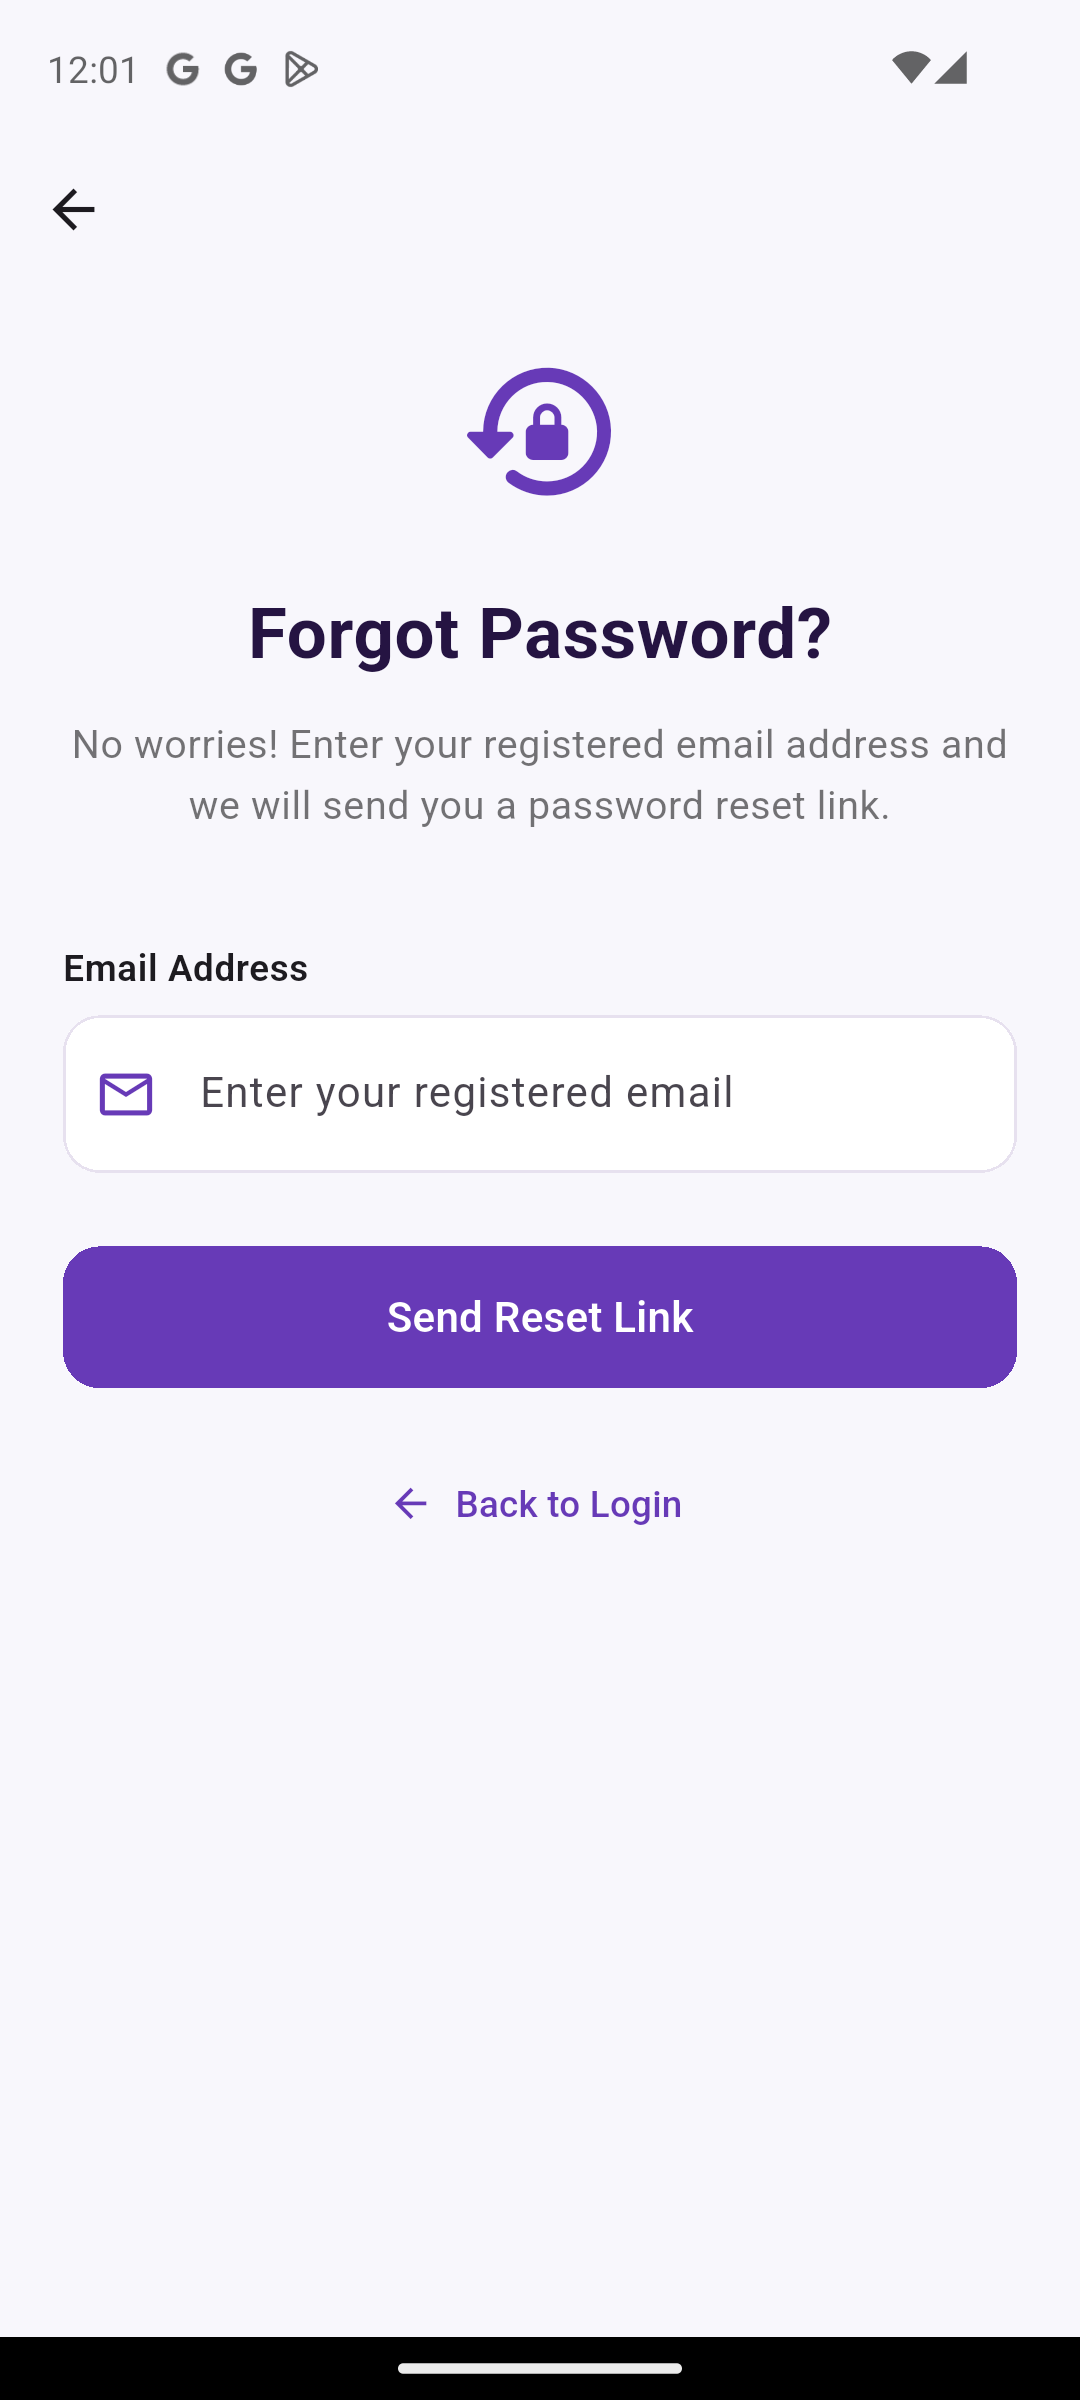 12:01
Forgot Password?
No worries! Enter your registered email address and
we will send you a password reset link.
Email Address
Enter your registered email
Send Reset Link
Back to Login